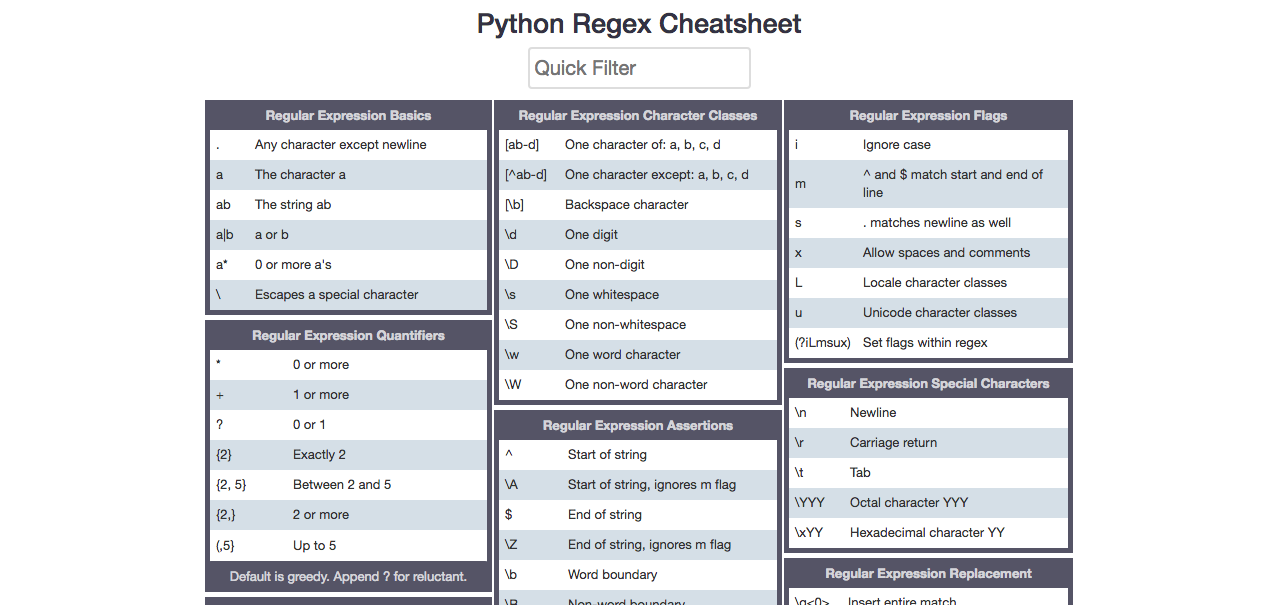 Python Regex Cheatsheet
Quick Filter
Regular Expression Basics
. Any character except newline
a The character a
ab The string ab
a|b a or b
a* 0 or more a's
\ Escapes a special character
Regular Expression Quantifiers
* 0 or more
+ 1 or more
? 0 or 1
{2} Exactly 2
{2, 5} Between 2 and 5
{2,} 2 or more
(,5} Up to 5
Default is greedy. Append ? for reluctant.
Regular Expression Character Classes
[ab-d] One character of: a, b, c, d
[^ab-d] One character except: a, b, c, d
[\b] Backspace character
\d One digit
\D One non-digit
\s One whitespace
\S One non-whitespace
\w One word character
\W One non-word character
Regular Expression Assertions
^ Start of string
\A Start of string, ignores m flag
$ End of string
\Z End of string, ignores m flag
\b Word boundary
\B Non-word boundary
Regular Expression Flags
i Ignore case
m ^ and $ match start and end of
line
s . matches newline as well
x Allow spaces and comments
L Locale character classes
u Unicode character classes
(?iLmsux) Set flags within regex
Regular Expression Special Characters
\n Newline
\r Carriage return
\t Tab
\YYY Octal character YYY
\xYY Hexadecimal character YY
Regular Expression Replacement
\g<0> Insert entire match